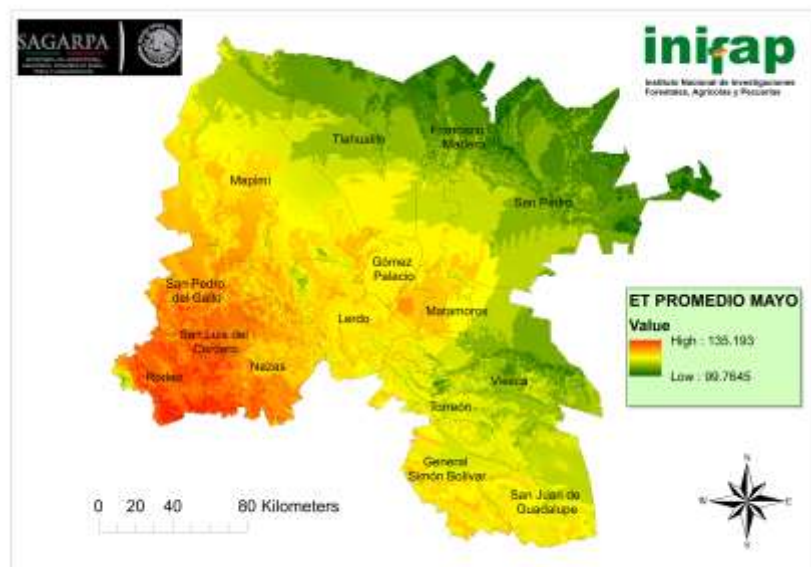 SAGARPA
inifap
Instituto Nacional de Investigaciones
Forestales, Agrícolas y Pecuarias
Tlahualilo
Francisco
Madero
Mapimí
San Pedro
Gómez
Palacio
San Pedro
del Gallo
Lerdo
Matamoros
San Luis del
Cordero
Rodeo
Nazas
Viesca
Torreón
General
Simón Bolívar
San Juan de
Guadalupe
ET PROMEDIO MAYO
Value
High : 135.193
Low : 99.7645
0 20 40 80 Kilometers
N
W
E
S